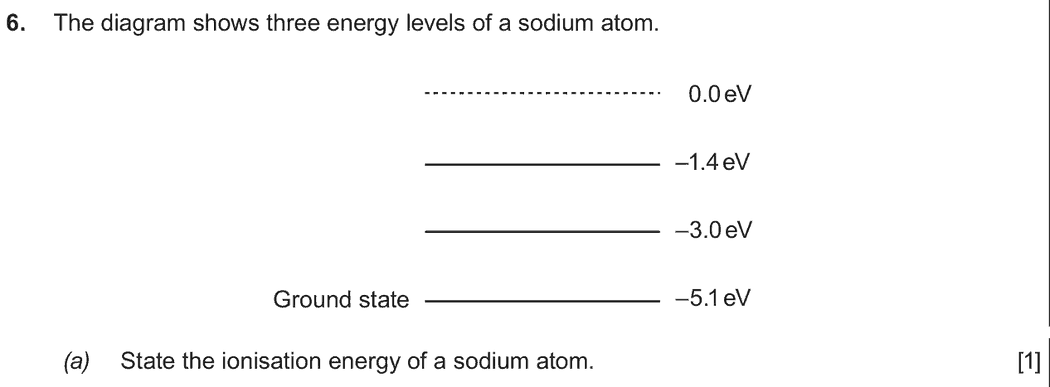 6. The diagram shows three energy levels of a sodium atom.
0.0 eV
–1.4 eV
–3.0 eV
Ground state –5.1 eV
(a) State the ionisation energy of a sodium atom. [1]